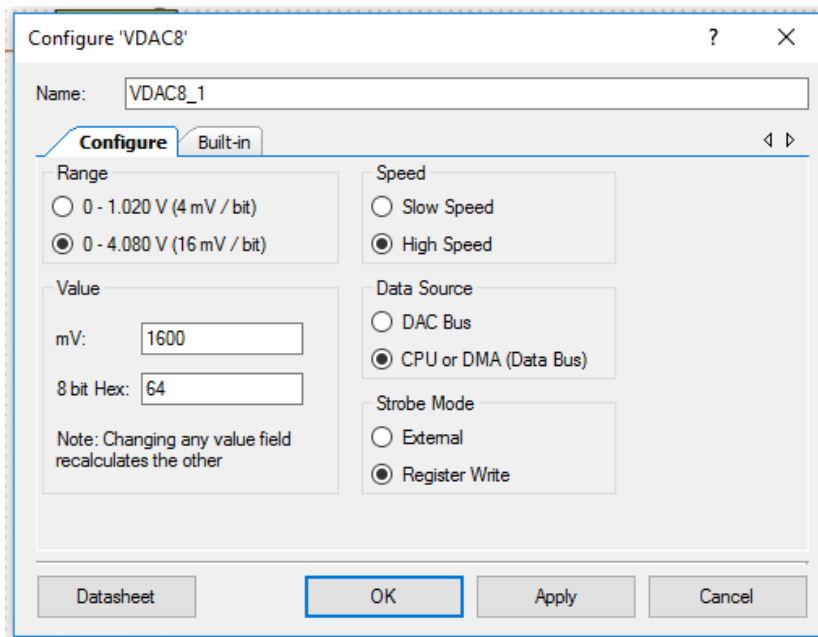 Configure 'VDAC8'
Name: VDAC8_1
Configure Built-in
Range
0 - 1.020 V (4 mV / bit)
0 - 4.080 V (16 mV / bit)
Speed
Slow Speed
High Speed
Value
mV: 1600
8 bit Hex: 64
Note: Changing any value field
recalculates the other
Data Source
DAC Bus
CPU or DMA (Data Bus)
Strobe Mode
External
Register Write
Datasheet OK Apply Cancel